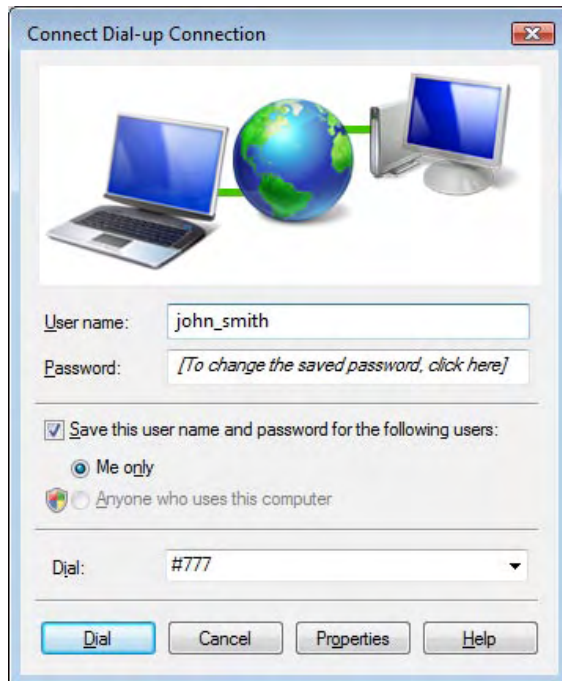 Connect Dial-up Connection
User name: john_smith
Password: [To change the saved password, click here]
Save this user name and password for the following users:
Me only
Anyone who uses this computer
Dial: #777
Dial Cancel Properties Help